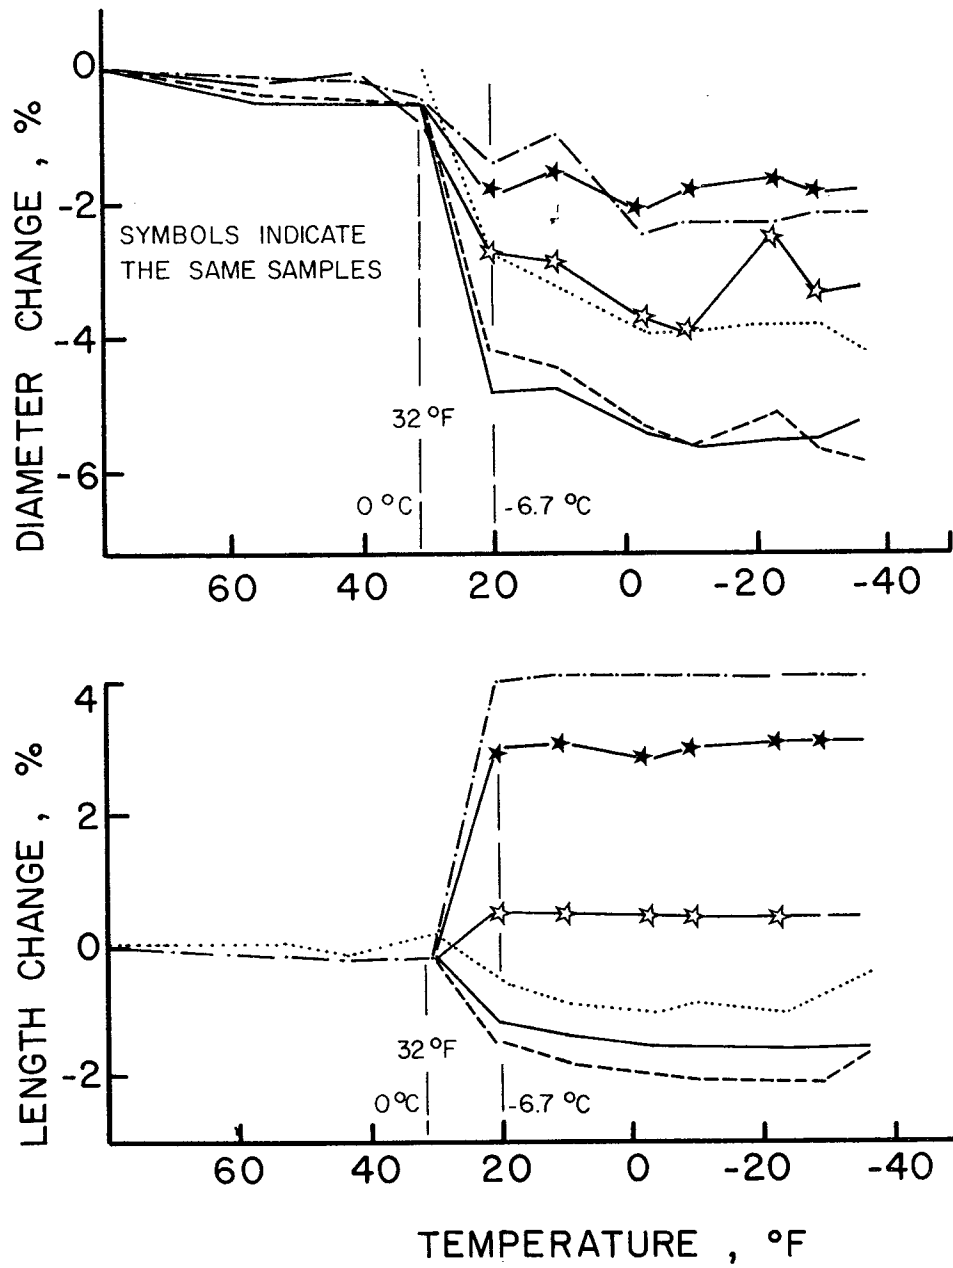 DIAMETER CHANGE , %
0
-2
-4
-6
SYMBOLS INDICATE
THE SAME SAMPLES
32 °F
0 °C
-6.7 °C
60 40 20 0 -20 -40
LENGTH CHANGE , %
4
2
0
-2
32 °F
0 °C
-6.7 °C
60 40 20 0 -20 -40
TEMPERATURE , °F